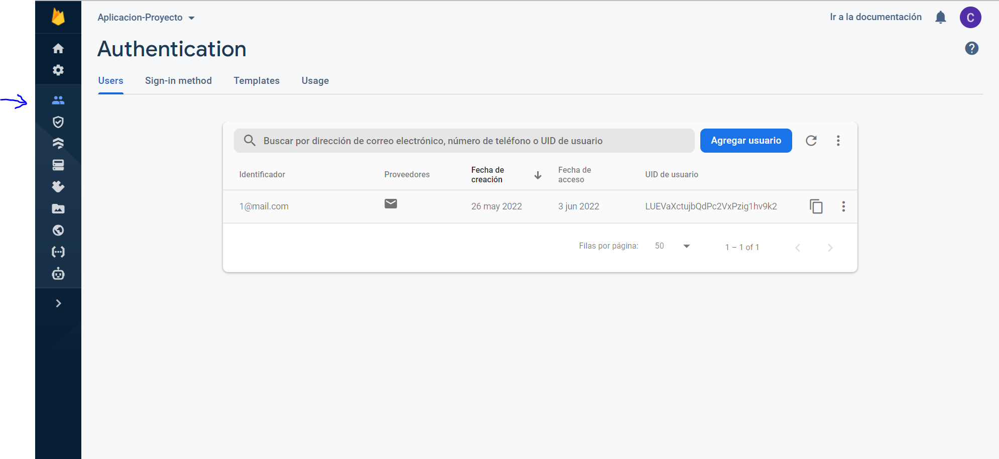 Aplicacion-Proyecto
Ir a la documentación
C
Authentication
?
Users Sign-in method Templates Usage
Buscar por dirección de correo electrónico, número de teléfono o UID de usuario
Agregar usuario
Identificador Proveedores Fecha de creación Fecha de acceso UID de usuario
1@mail.com 26 may 2022 3 jun 2022 LUEVaXctujbQdPc2VxPzig1hv9k2
Filas por página: 50 1 – 1 of 1